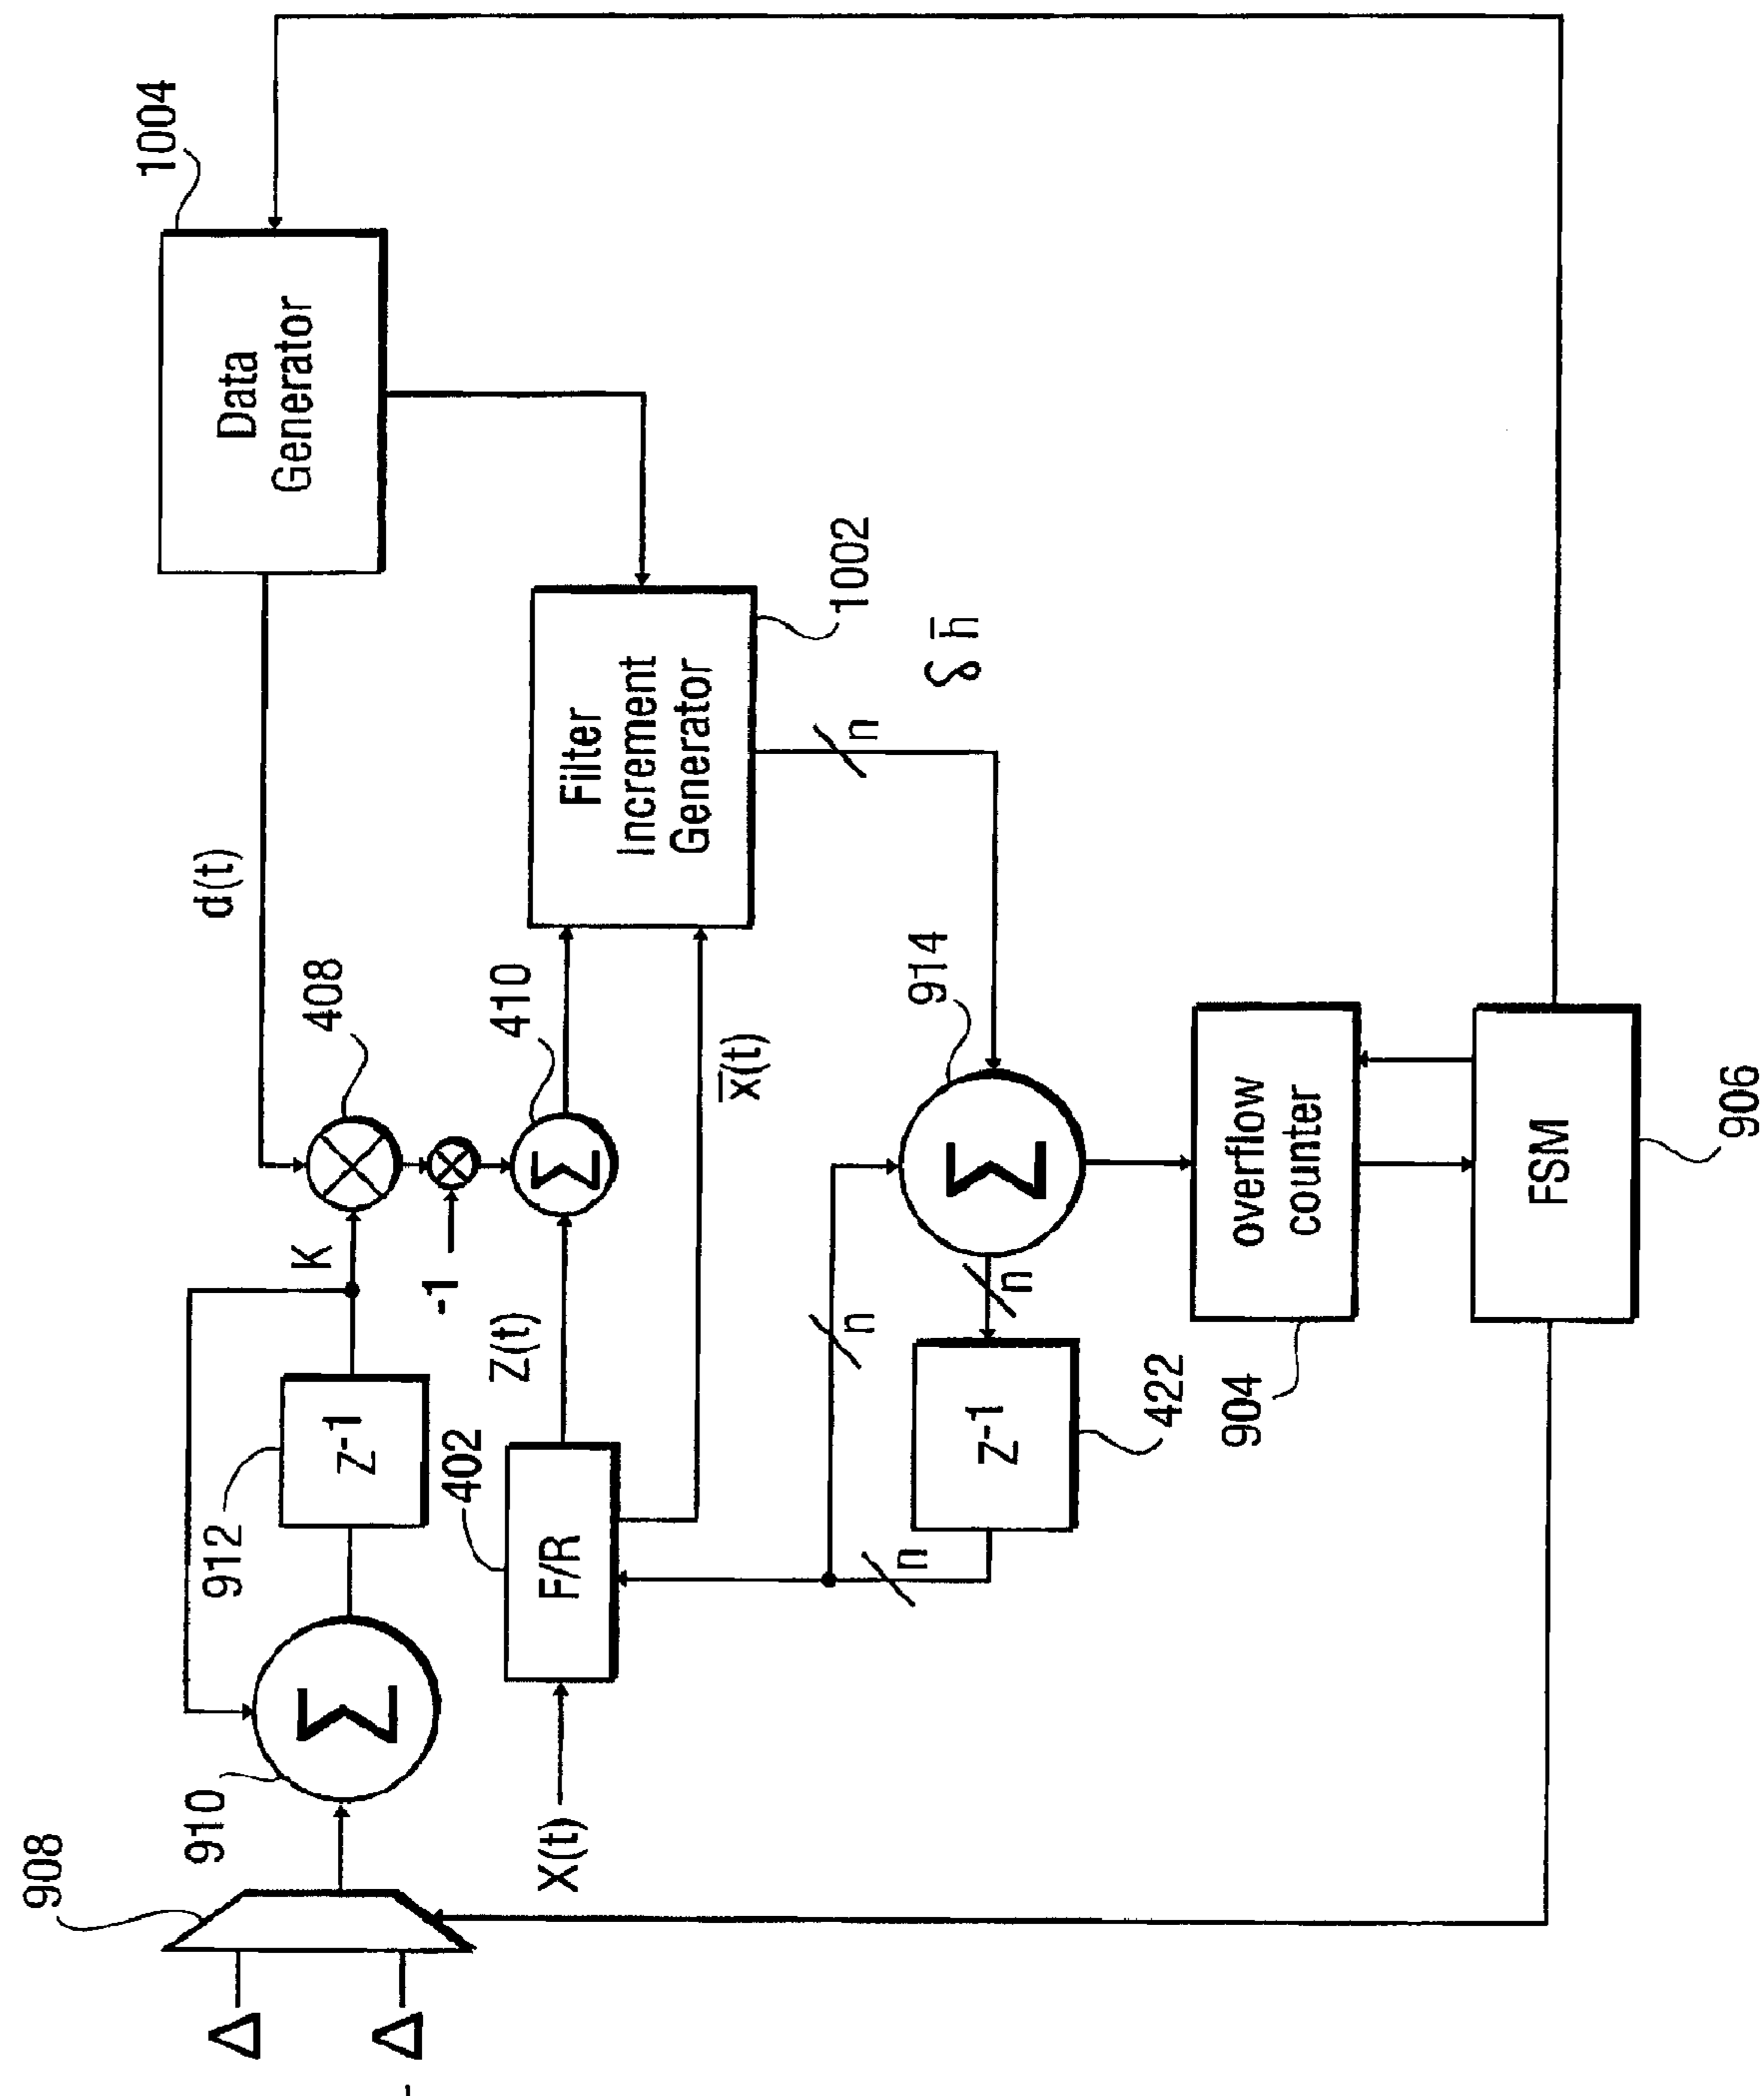 1004
Data
Generator
d(t)
408
K
-1
912
Z-1
910
908
Δ
- Δ
410
Z(t)
402
F/R
X(t)
x̄(t)
Filter
Increment
Generator
1002
δ h̄
n
914
Σ
Σ
Σ
n
n
n
Z-1
422
overflow
counter
904
FSM
906